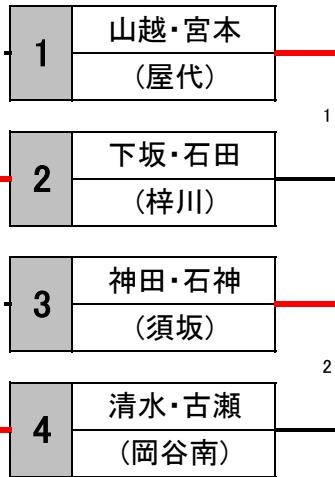 1
山越・宮本
(屋代)
1
2
下坂・石田
(梓川)
3
神田・石神
(須坂)
2
4
清水・古瀬
(岡谷南)